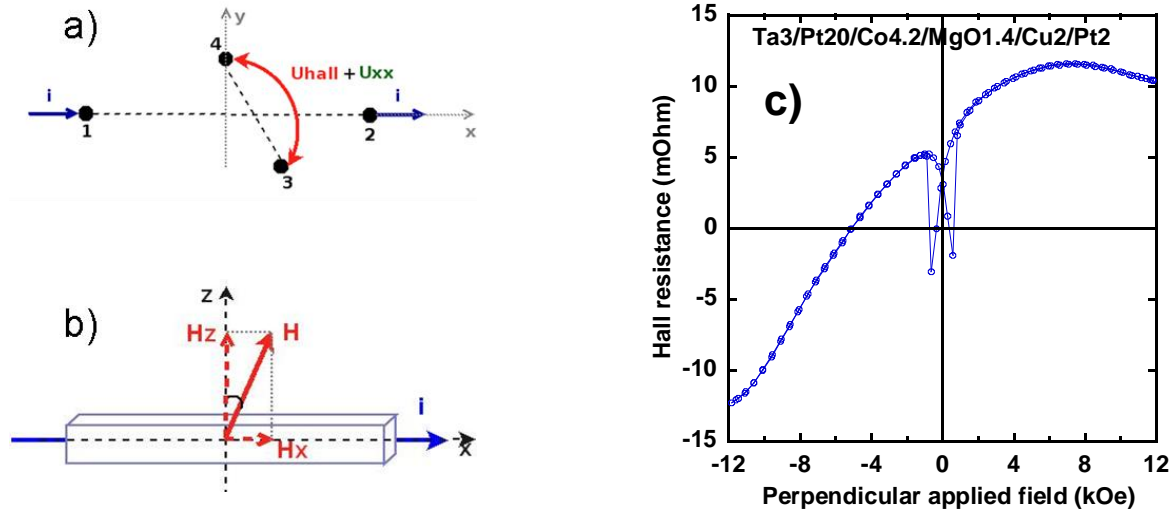 a)
y
4
Uhall + Uxx
i
i
1
2
x
3
b)
z
Hz
H
i
Hx
x
Ta3/Pt20/Co4.2/MgO1.4/Cu2/Pt2
c)
Hall resistance (mOhm)
15
10
5
0
-5
-10
-15
-12 -8 -4 0 4 8 12
Perpendicular applied field (kOe)